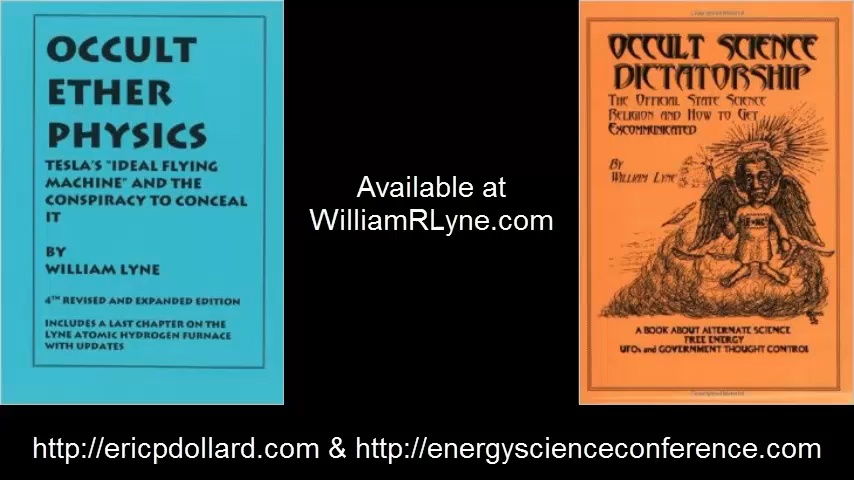 OCCULT
ETHER
PHYSICS
TESLA'S "IDEAL FLYING
MACHINE" AND THE
CONSPIRACY TO CONCEAL
IT
BY
WILLIAM LYNE
4TH REVISED AND EXPANDED EDITION
INCLUDES A LAST CHAPTER ON THE
LYNE ATOMIC HYDROGEN FURNACE
WITH UPDATES
Available at
WilliamRLyne.com
OCCULT SCIENCE
DICTATORSHIP
THE OFFICIAL STATE SCIENCE
RELIGION AND HOW TO GET
EXCOMMUNICATED
BY
WILLIAM LYNE
A BOOK ABOUT ALTERNATE SCIENCE
FREE ENERGY
UFOs and GOVERNMENT THOUGHT CONTROL
http://ericpdollard.com & http://energyscienceconference.com